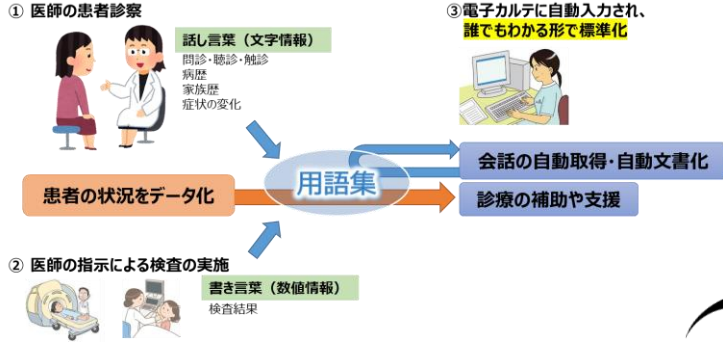 ① 医師の患者診察
話し言葉（文字情報）
問診・聴診・触診
病歴
家族歴
症状の変化
③電子カルテに自動入力され、
誰でもわかる形で標準化
患者の状況をデータ化
用語集
会話の自動取得・自動文書化
診療の補助や支援
② 医師の指示による検査の実施
書き言葉（数値情報）
検査結果